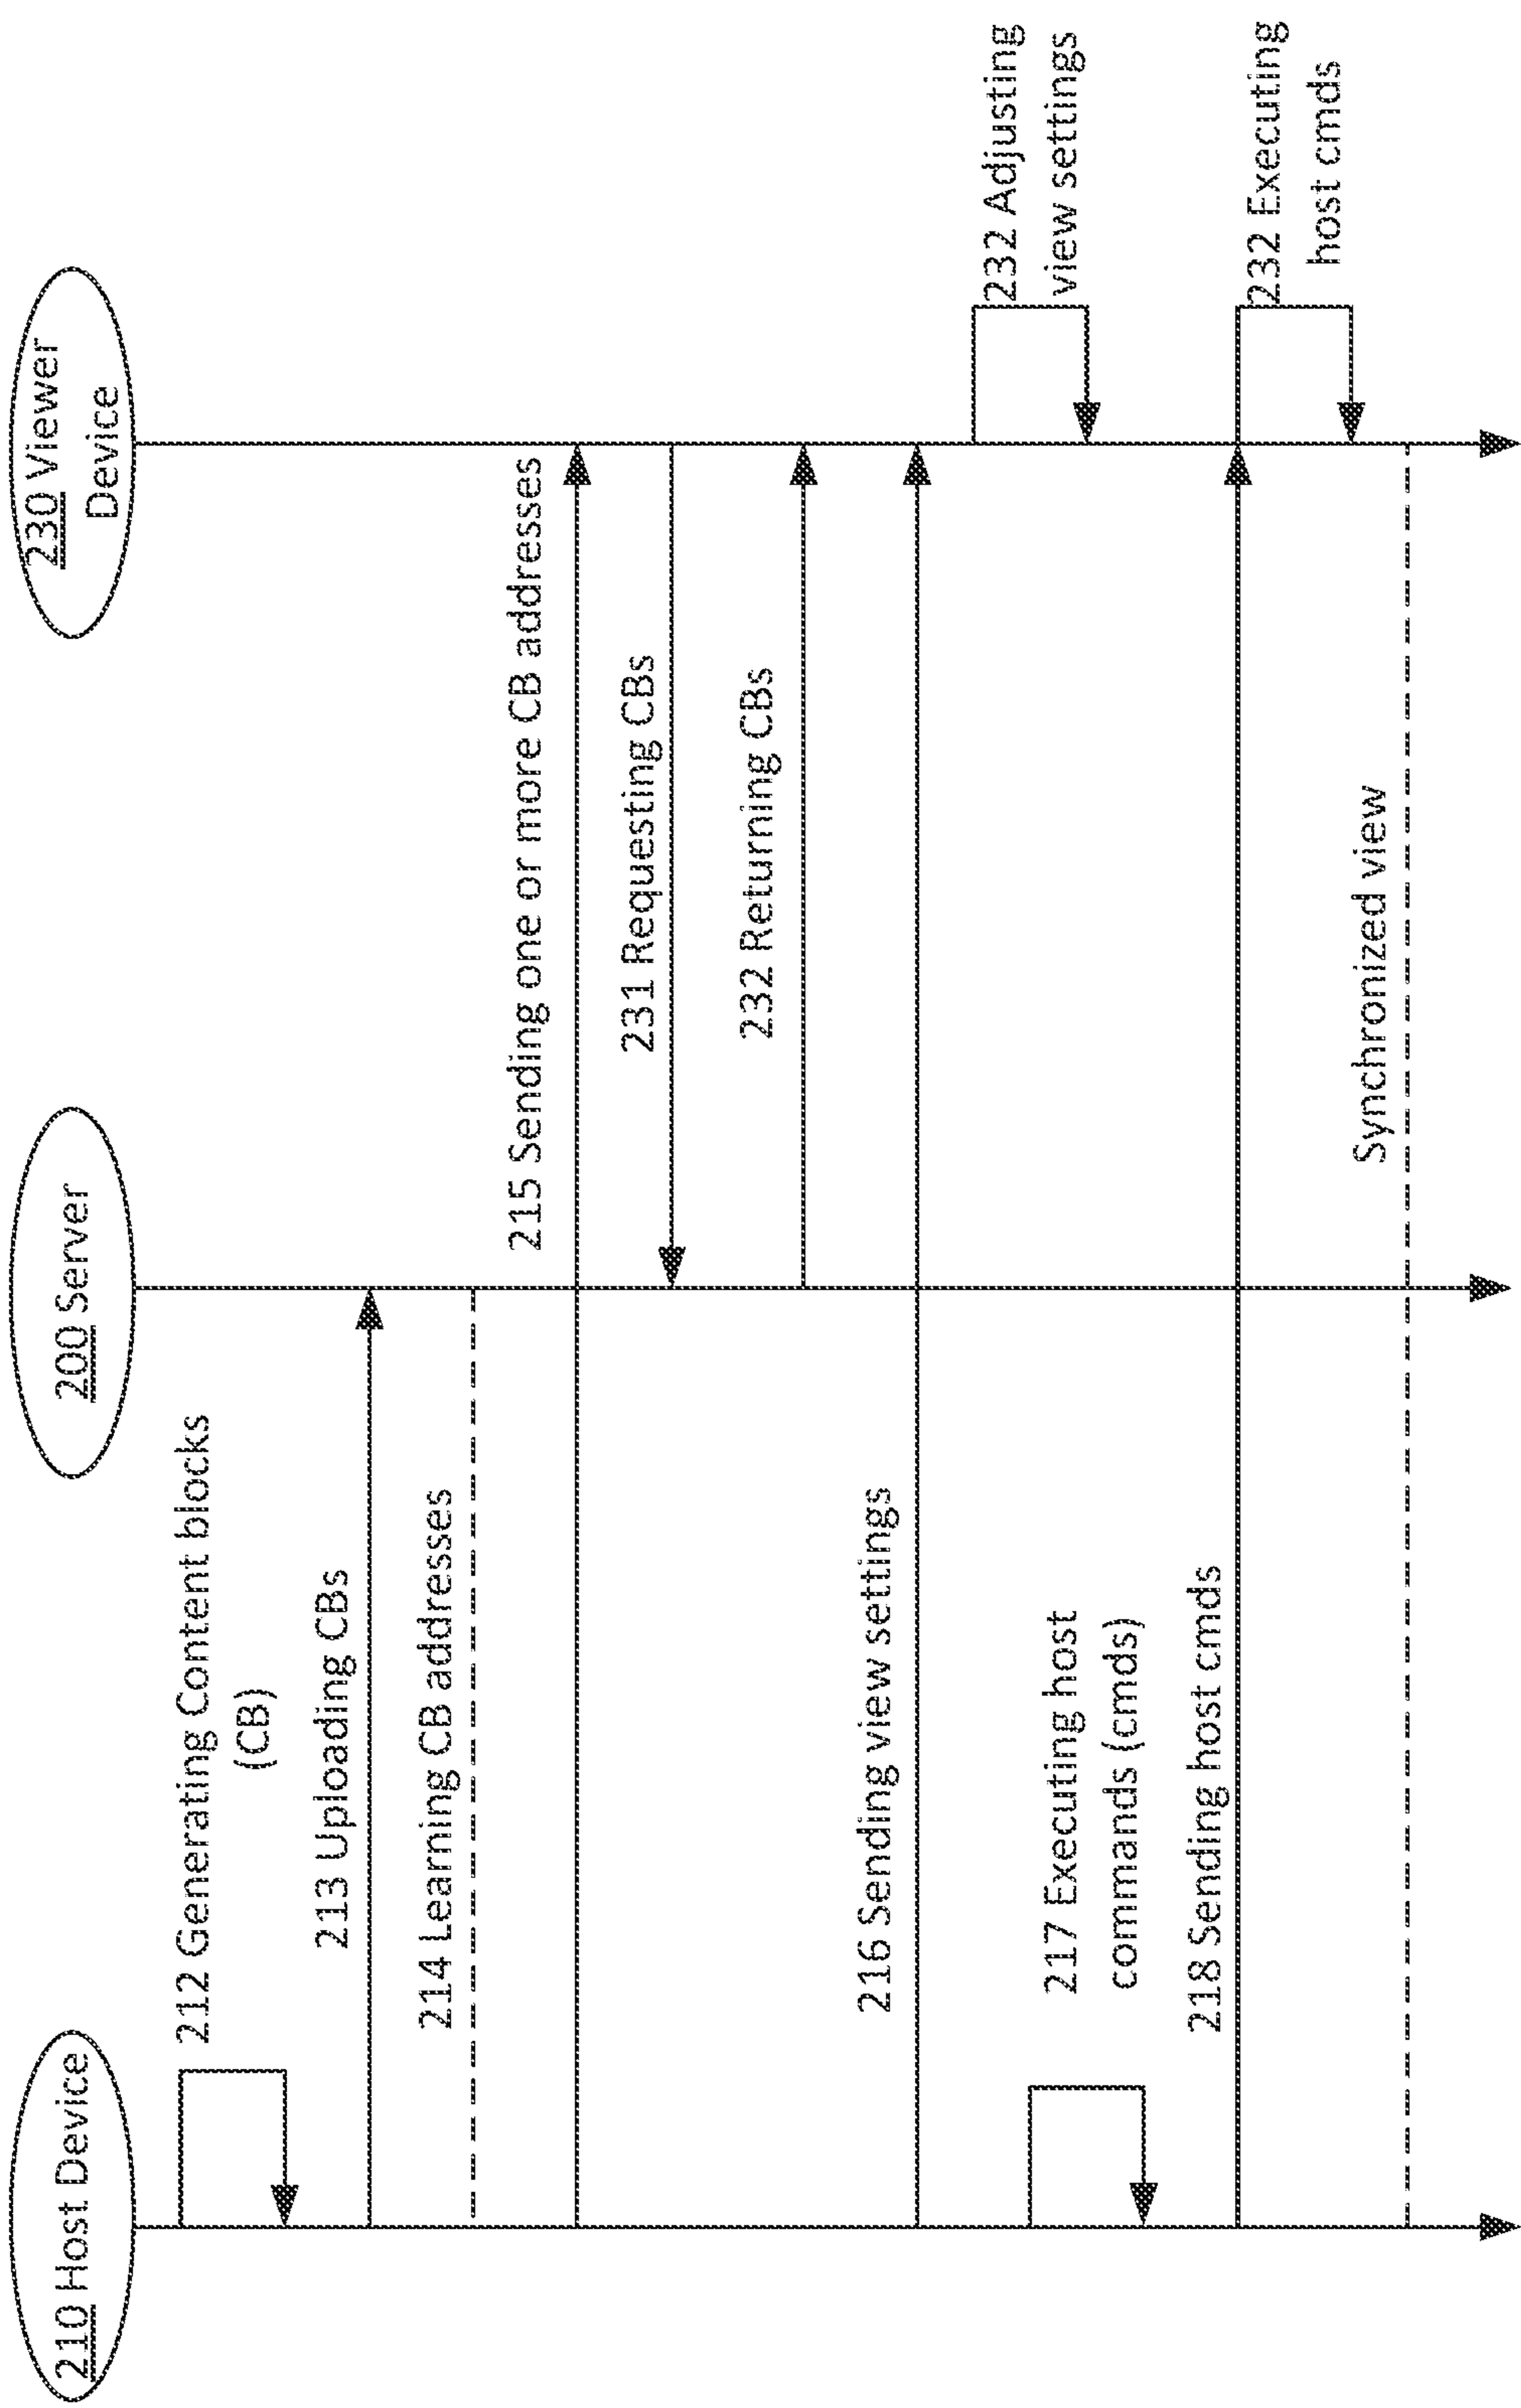 210 Host Device
200 Server
230 Viewer
Device
212 Generating Content blocks
(CB)
213 Uploading CBs
214 Learning CB addresses
215 Sending one or more CB addresses
231 Requesting CBs
232 Returning CBs
216 Sending view settings
232 Adjusting
view settings
217 Executing host
commands (cmds)
218 Sending host cmds
232 Executing
host cmds
Synchronized view